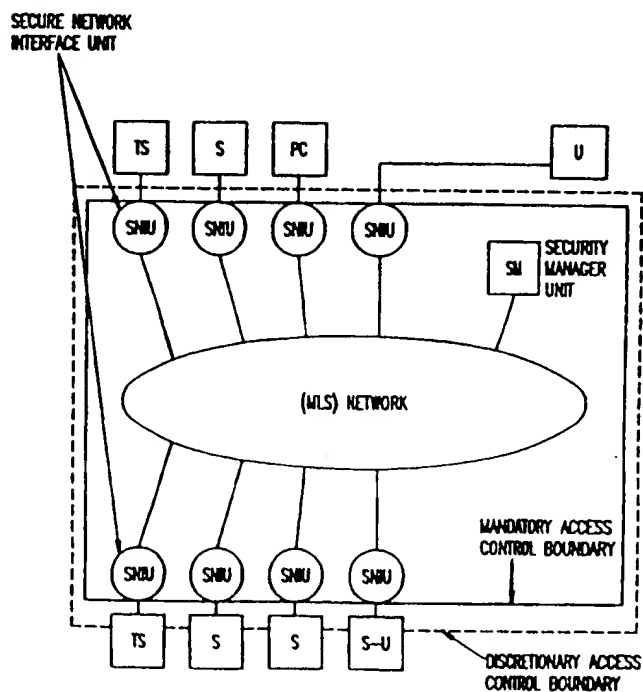 SECURE NETWORK
INTERFACE UNIT
TS
S
PC
U
SNIU
SNIU
SNIU
SNIU
SM
SECURITY
MANAGER
UNIT
(MLS) NETWORK
MANDATORY ACCESS
CONTROL BOUNDARY
SNIU
SNIU
SNIU
SNIU
TS
S
S
S-U
DISCRETIONARY ACCESS
CONTROL BOUNDARY